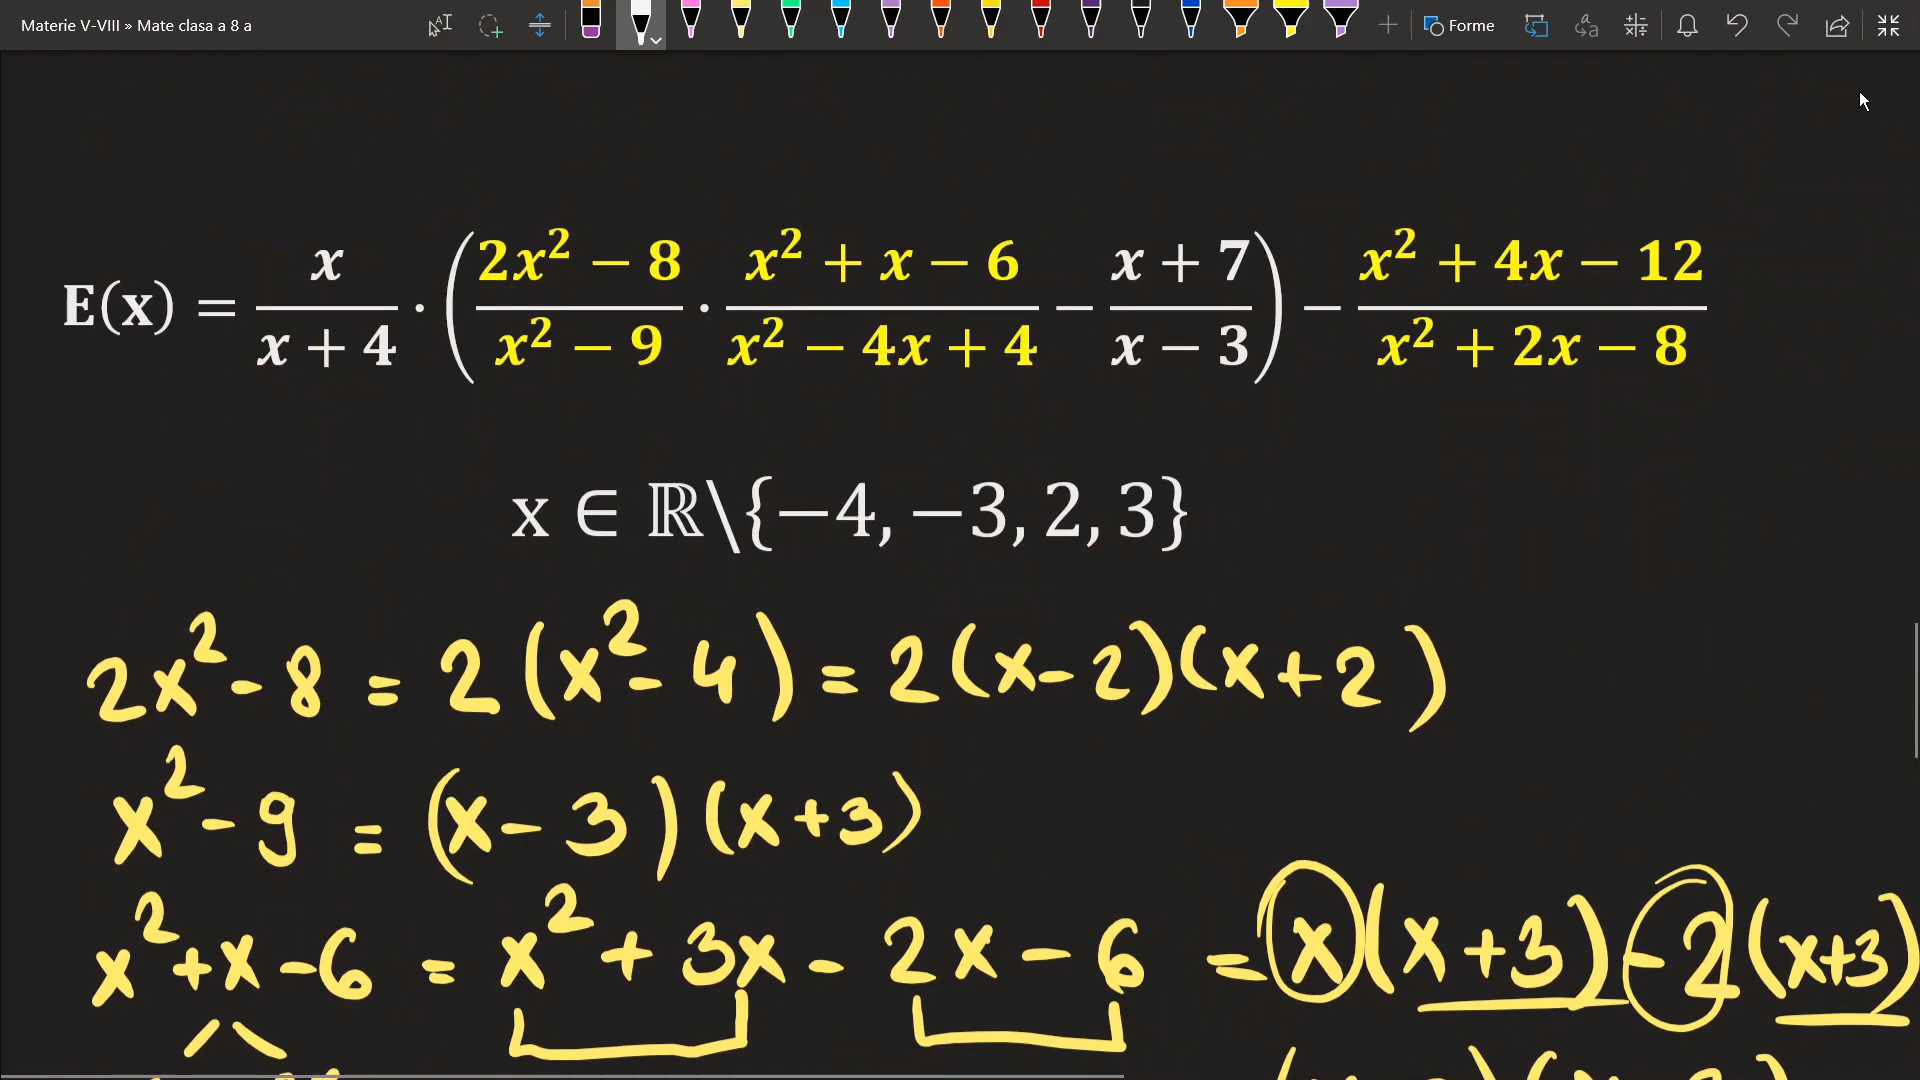 Materie V-VIII » Mate clasa a 8 a
Forme
E(x) = x/(x + 4) · ((2x² − 8)/(x² − 9) · (x² + x − 6)/(x² − 4x + 4) − (x + 7)/(x − 3)) − (x² + 4x − 12)/(x² + 2x − 8)
x ∈ ℝ\{−4, −3, 2, 3}
2x² - 8 = 2(x² - 4) = 2(x-2)(x+2)
x² - 9 = (x-3)(x+3)
x² + x - 6 = x² + 3x - 2x - 6 = x(x+3) - 2(x+3)